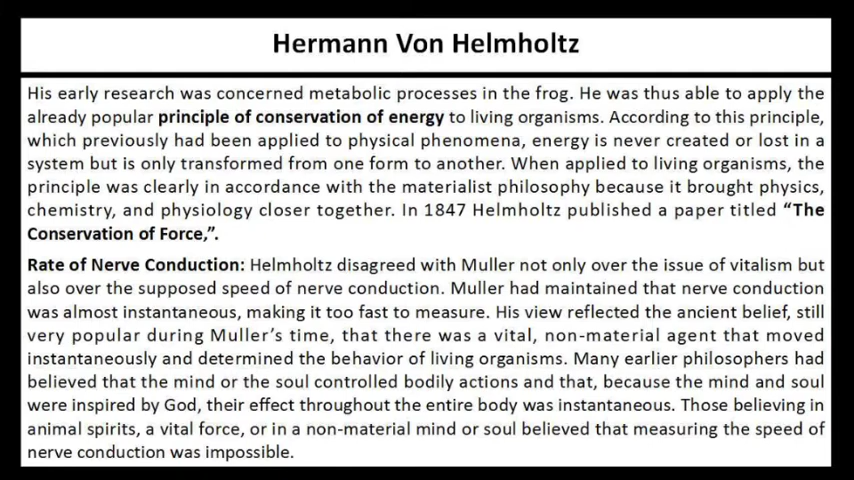 Hermann Von Helmholtz
His early research was concerned metabolic processes in the frog. He was thus able to apply the
already popular principle of conservation of energy to living organisms. According to this principle,
which previously had been applied to physical phenomena, energy is never created or lost in a
system but is only transformed from one form to another. When applied to living organisms, the
principle was clearly in accordance with the materialist philosophy because it brought physics,
chemistry, and physiology closer together. In 1847 Helmholtz published a paper titled “The
Conservation of Force,”.
Rate of Nerve Conduction: Helmholtz disagreed with Muller not only over the issue of vitalism but
also over the supposed speed of nerve conduction. Muller had maintained that nerve conduction
was almost instantaneous, making it too fast to measure. His view reflected the ancient belief, still
very popular during Muller’s time, that there was a vital, non-material agent that moved
instantaneously and determined the behavior of living organisms. Many earlier philosophers had
believed that the mind or the soul controlled bodily actions and that, because the mind and soul
were inspired by God, their effect throughout the entire body was instantaneous. Those believing in
animal spirits, a vital force, or in a non-material mind or soul believed that measuring the speed of
nerve conduction was impossible.